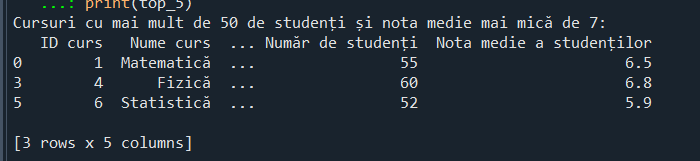 ...: print(top_5)
Cursuri cu mai mult de 50 de studenți și nota medie mai mică de 7:
ID curs Nume curs ... Număr de studenți Nota medie a studenților
0 1 Matematică ... 55 6.5
3 4 Fizică ... 60 6.8
5 6 Statistică ... 52 5.9
[3 rows x 5 columns]